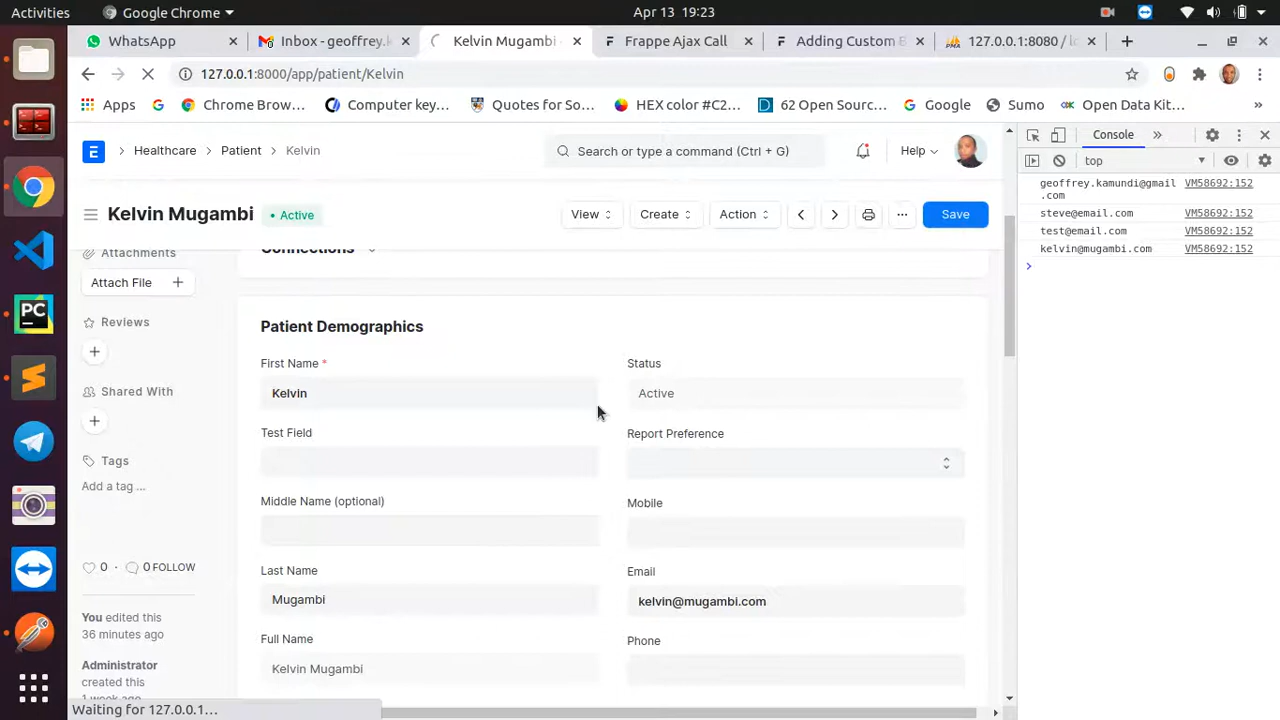 Activities
Google Chrome
Apr 13 19:23
WhatsApp
Inbox - geoffrey.k
Kelvin Mugambi -
Frappe Ajax Call
Adding Custom B
127.0.0.1:8080 / lo
127.0.0.1:8000/app/patient/Kelvin
Apps
Chrome Brow...
Computer key...
Quotes for So...
HEX color #C2...
62 Open Sourc...
Google
Sumo
Open Data Kit...
»
E
Healthcare
Patient
Kelvin
Search or type a command (Ctrl + G)
Help
Kelvin Mugambi
Active
View
Create
Action
Save
Attachments
Attach File
Reviews
Shared With
Tags
Add a tag ...
0 · 0 FOLLOW
You edited this
36 minutes ago
Administrator
created this
1 week ago
Connections
Patient Demographics
First Name *
Kelvin
Test Field
Middle Name (optional)
Last Name
Mugambi
Full Name
Kelvin Mugambi
Status
Active
Report Preference
Mobile
Email
kelvin@mugambi.com
Phone
Console
»
top
geoffrey.kamundi@gmail
.com
VM58692:152
steve@email.com VM58692:152
test@email.com VM58692:152
kelvin@mugambi.com VM58692:152
Waiting for 127.0.0.1...